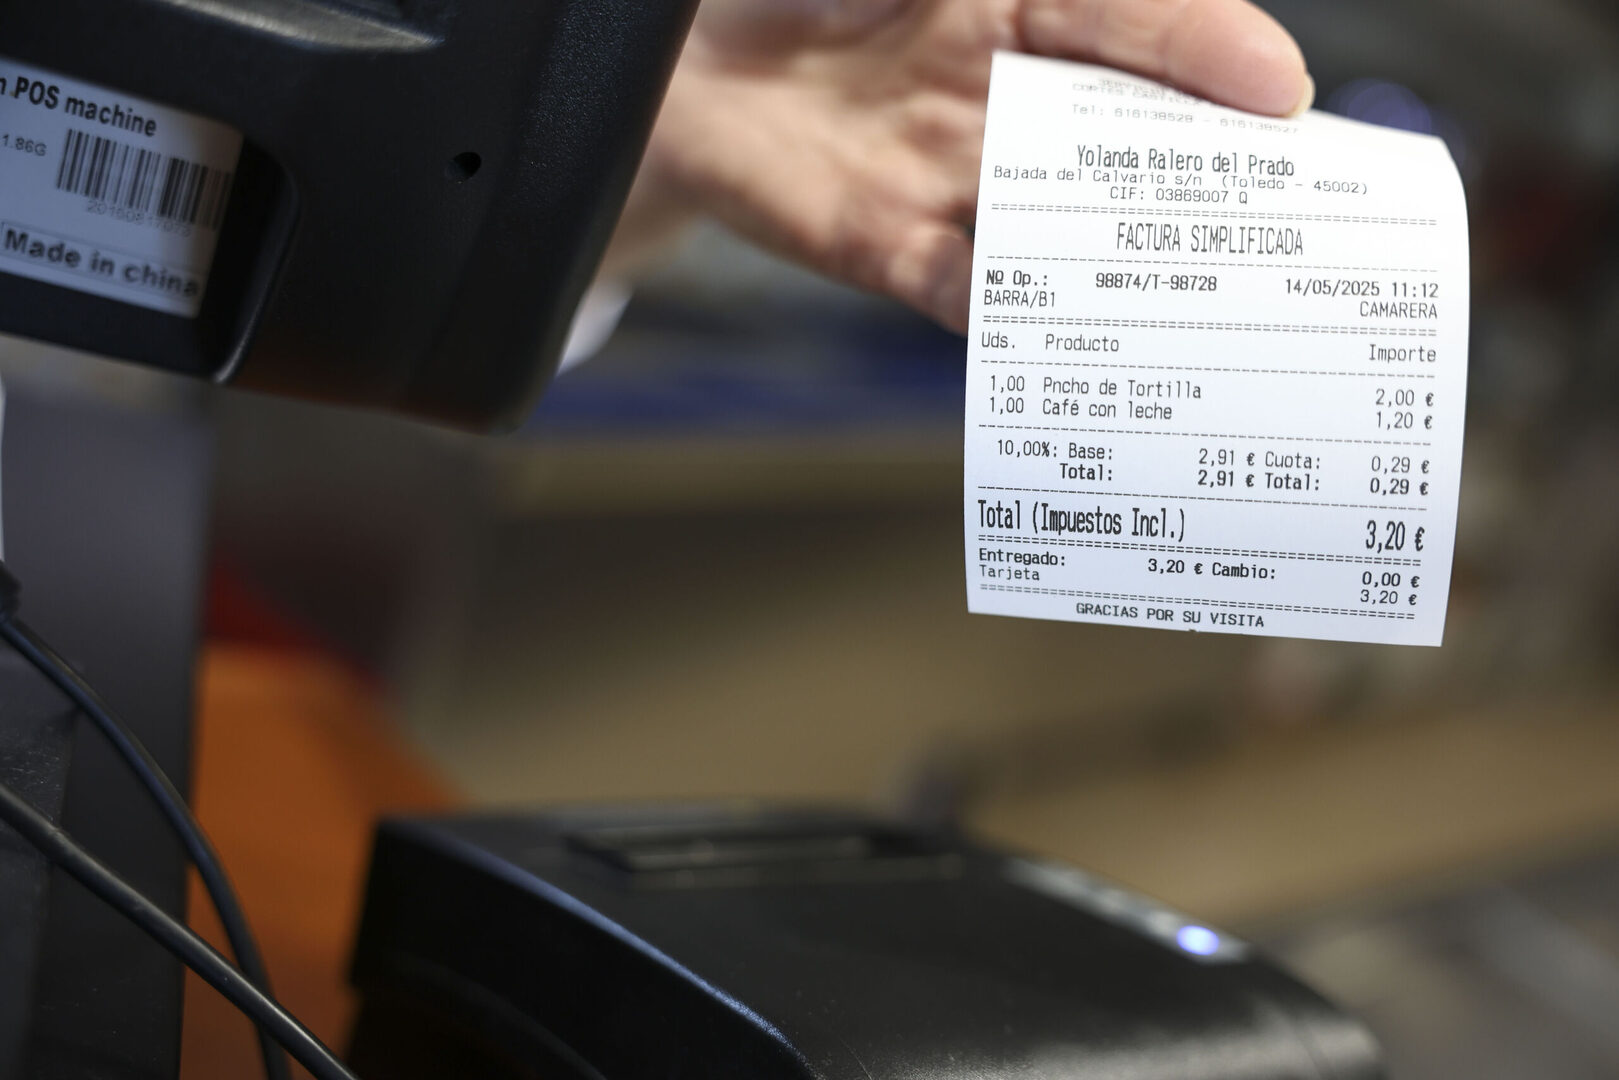 POS machine
1.86G
Made in china
CORTES CASTILLA
Tel: 616139528 - 616139527
Yolanda Ralero del Prado
Bajada del Calvario s/n (Toledo - 45002)
CIF: 03869007 Q
FACTURA SIMPLIFICADA
Nº Op.: 98874/T-98728 14/05/2025 11:12
BARRA/B1 CAMARERA
Uds. Producto Importe
1,00 Pncho de Tortilla 2,00 €
1,00 Café con leche 1,20 €
10,00%: Base: 2,91 € Cuota: 0,29 €
Total: 2,91 € Total: 0,29 €
Total (Impuestos Incl.) 3,20 €
Entregado: 3,20 € Cambio: 0,00 €
Tarjeta 3,20 €
GRACIAS POR SU VISITA